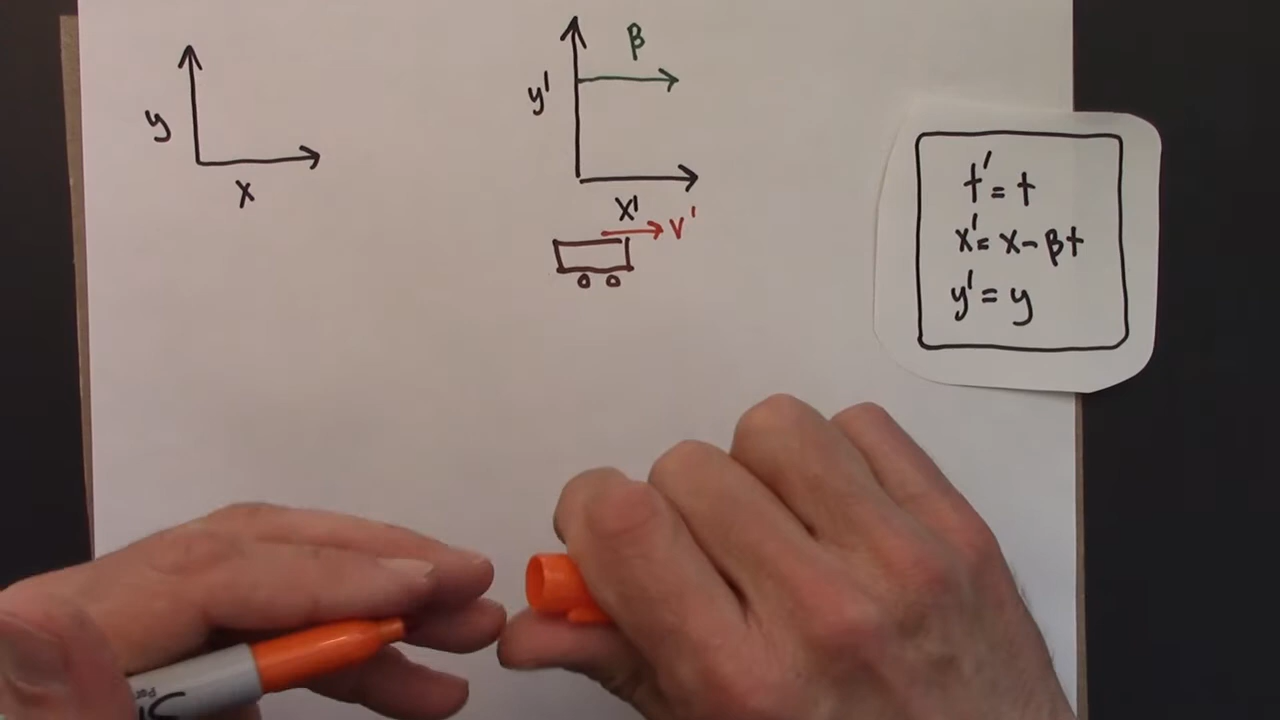 y
x
β
y'
x'
v'
t' = t
x' = x - βt
y' = y